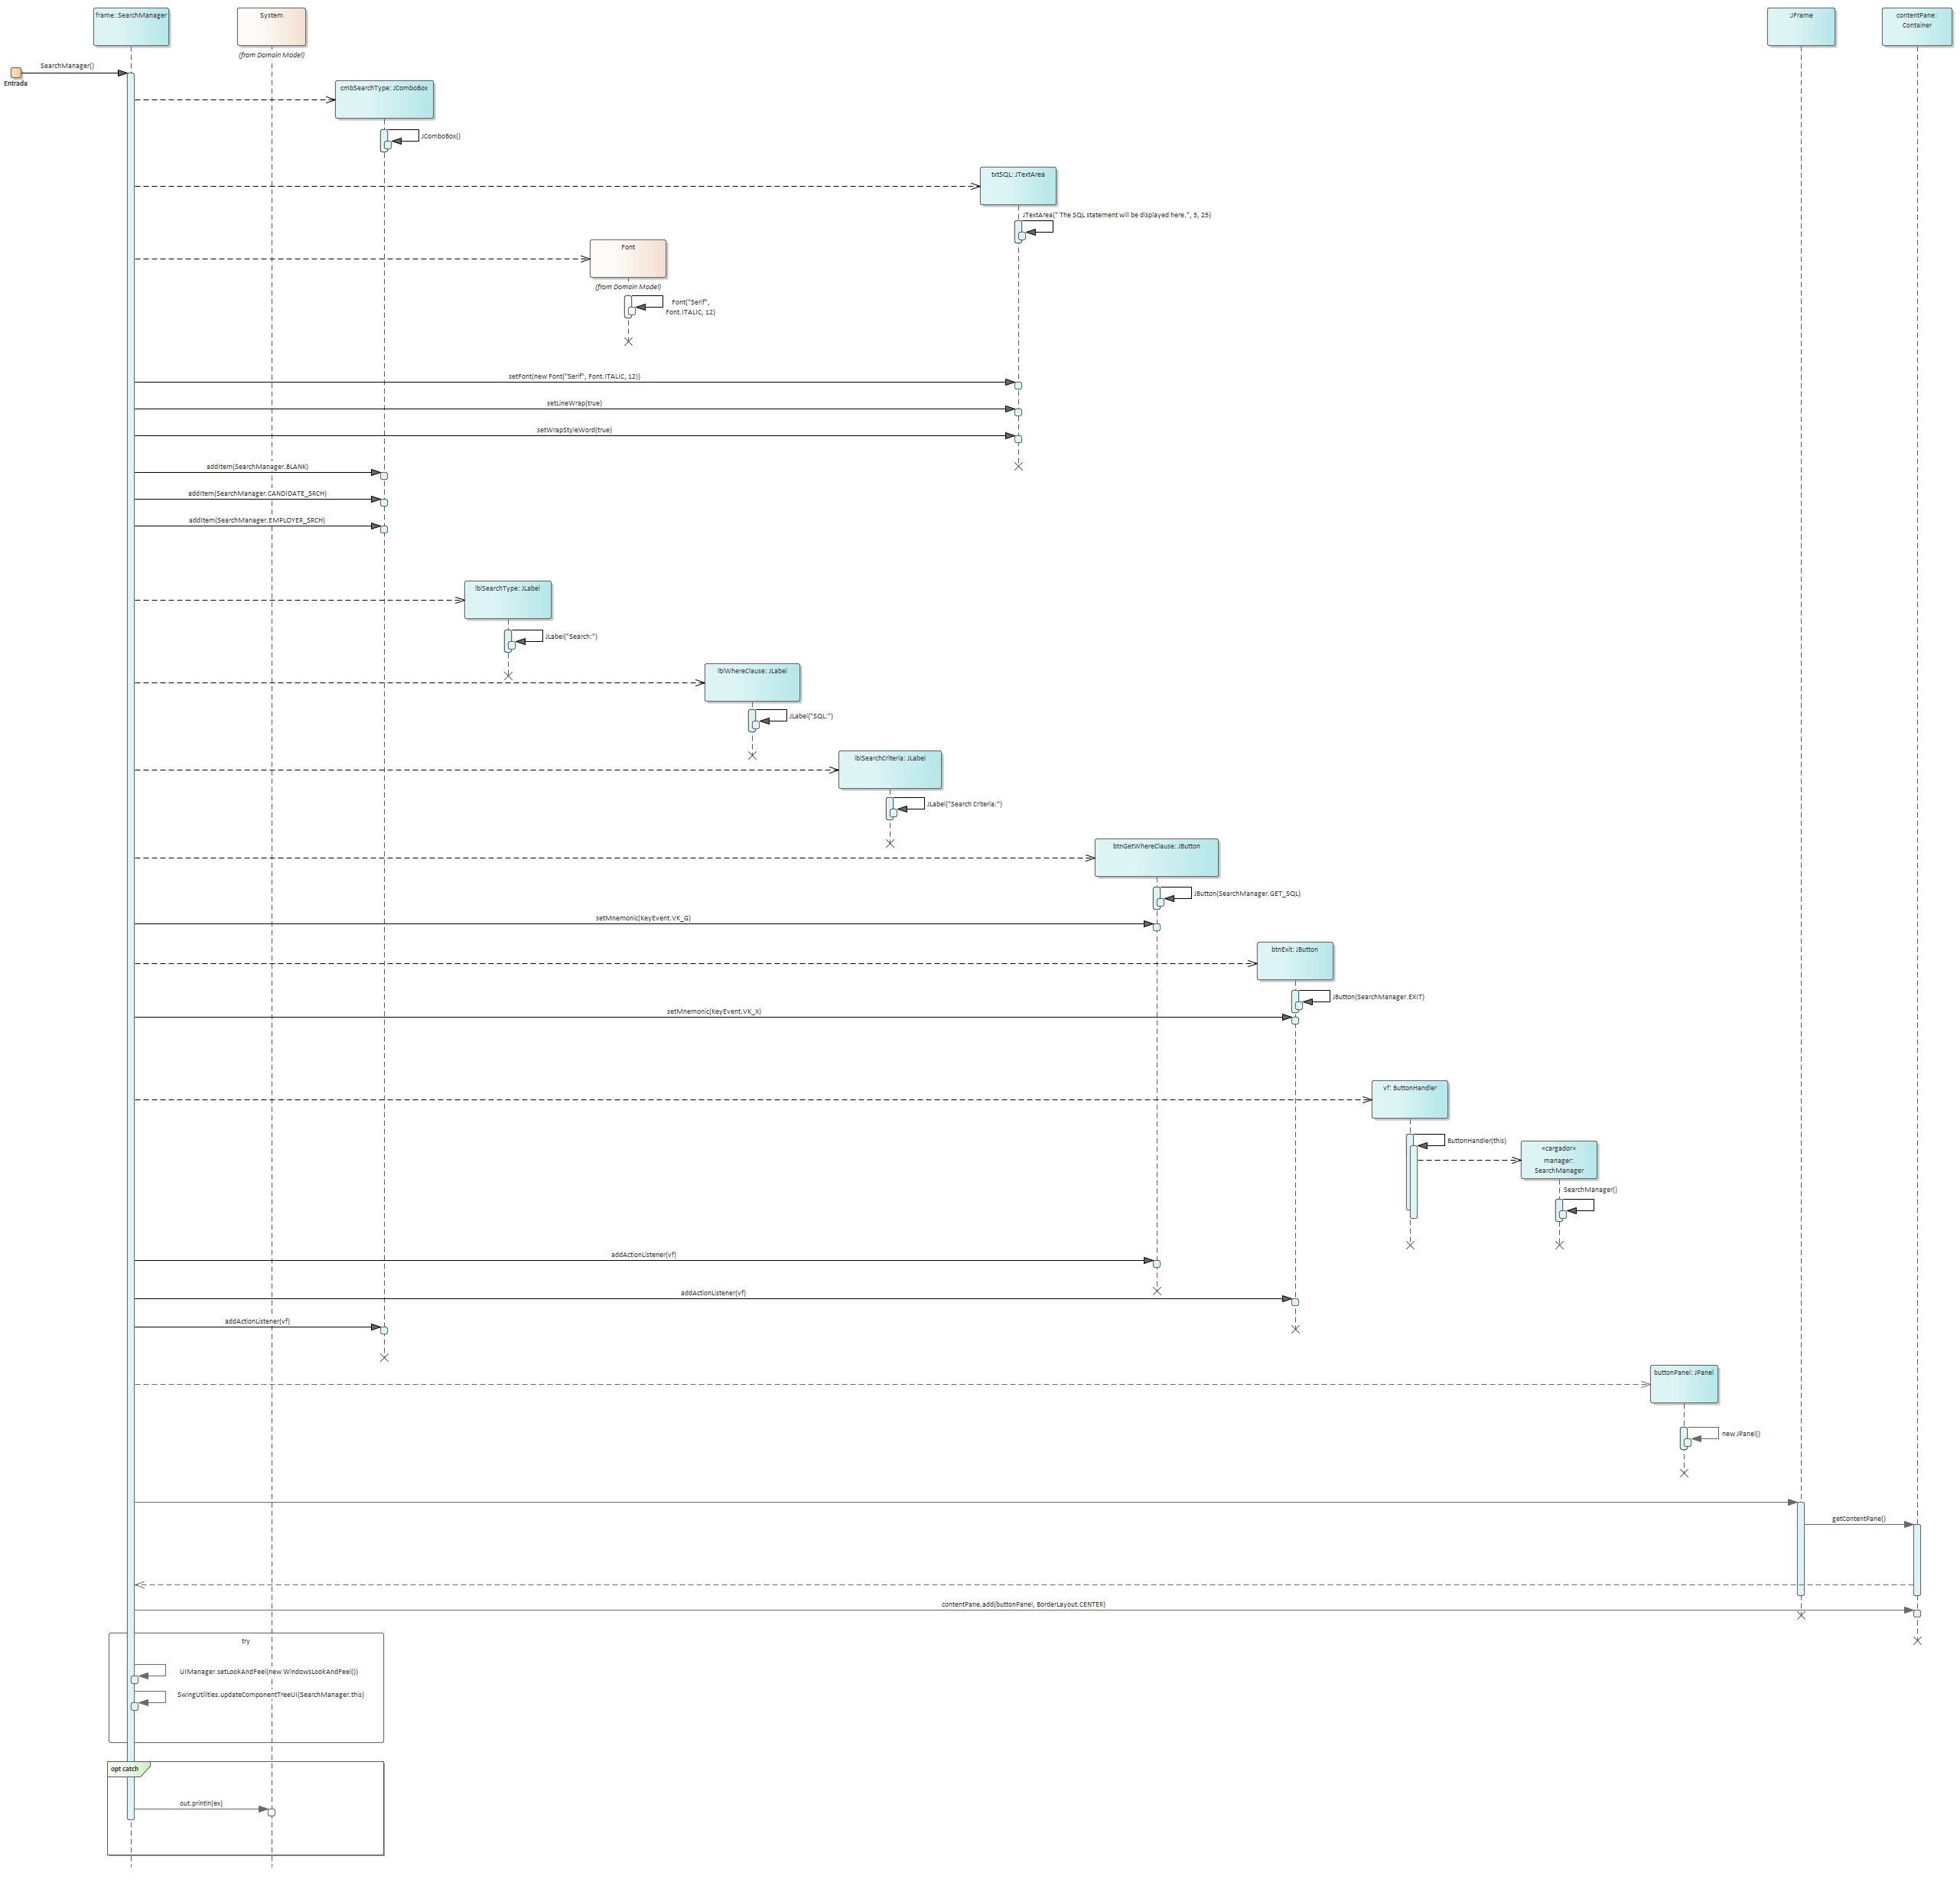 frame: SearchManager
System
:JFrame
contentPane:
Container
(from Domain Model)
SearchManager()
Entrada
cmbSearchType: JComboBox
JComboBox()
txtSQL: JTextArea
JTextArea(" The SQL statement will be displayed here.", 5, 25)
Font
(from Domain Model)
Font("Serif",
Font.ITALIC, 12)
setFont(new Font("Serif", Font.ITALIC, 12))
setLineWrap(true)
setWrapStyleWord(true)
addItem(SearchManager.BLANK)
addItem(SearchManager.CANDIDATE_SRCH)
addItem(SearchManager.EMPLOYER_SRCH)
lblSearchType: JLabel
JLabel("Search:")
lblWhereClause: JLabel
JLabel("SQL:")
lblSearchCriteria: JLabel
JLabel("Search Criteria:")
btnGetWhereClause: JButton
JButton(SearchManager.GET_SQL)
setMnemonic(KeyEvent.VK_G)
btnExit: JButton
JButton(SearchManager.EXIT)
setMnemonic(KeyEvent.VK_X)
vf: ButtonHandler
ButtonHandler(this)
«cargador»
manager:
SearchManager
SearchManager()
addActionListener(vf)
addActionListener(vf)
addActionListener(vf)
buttonPanel: JPanel
new JPanel()
getContentPane()
contentPane.add(buttonPanel, BorderLayout.CENTER)
try
UIManager.setLookAndFeel(new WindowsLookAndFeel())
SwingUtilities.updateComponentTreeUI(SearchManager.this)
opt catch
out.println(ex)